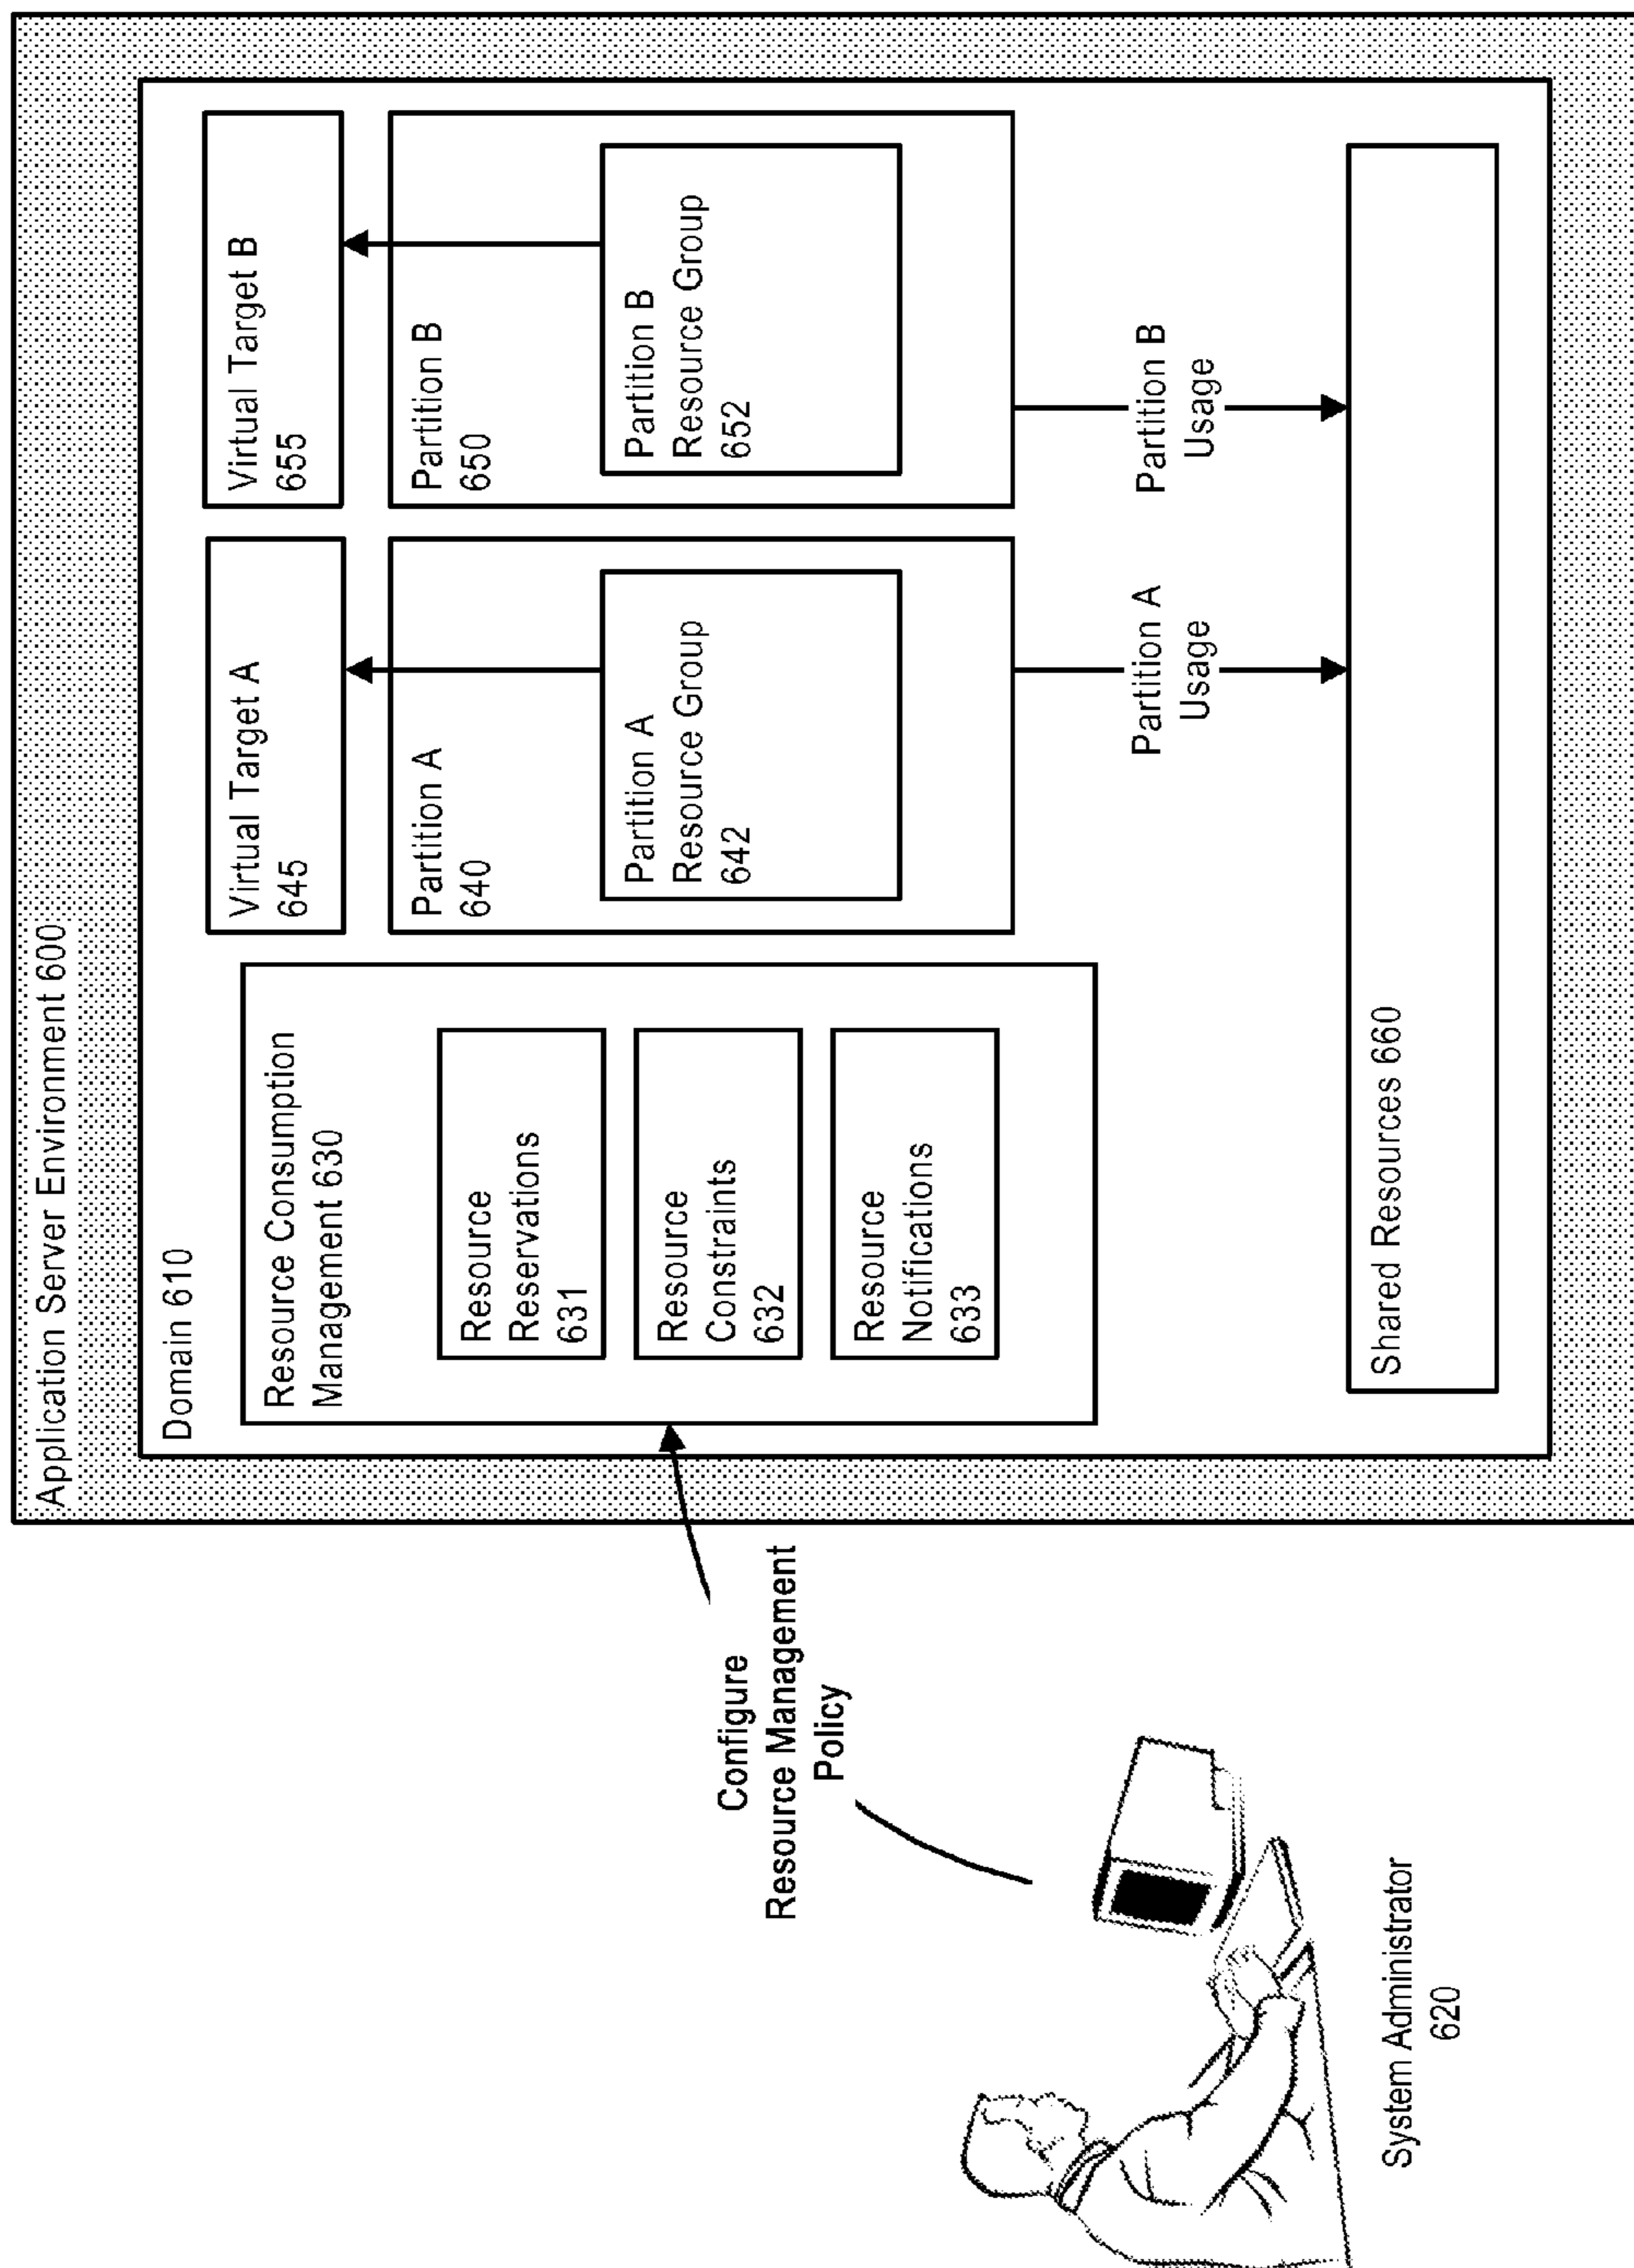 Application Server Environment 600
Domain 610
Resource Consumption
Management 630
Resource
Reservations
631
Resource
Constraints
632
Resource
Notifications
633
Virtual Target A
645
Partition A
640
Partition A
Resource Group
642
Virtual Target B
655
Partition B
650
Partition B
Resource Group
652
Partition A
Usage
Partition B
Usage
Shared Resources 660
Configure
Resource Management
Policy
System Administrator
620